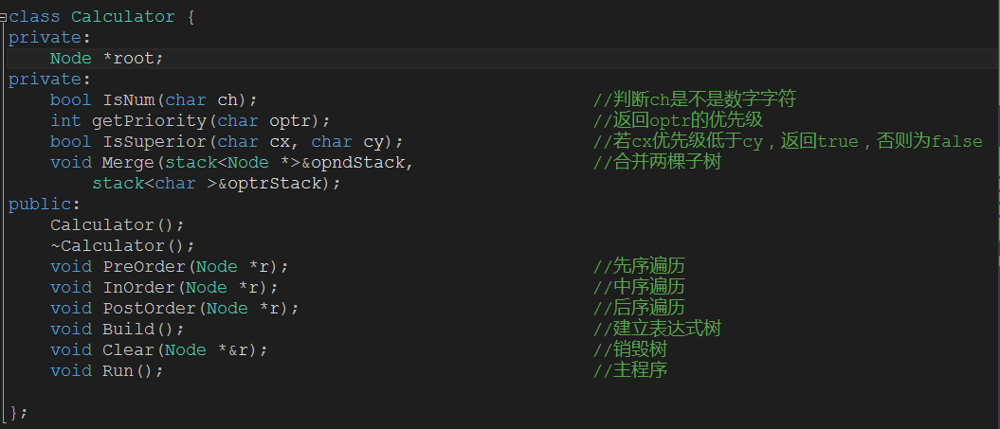 class Calculator {
private:
    Node *root;
private:
    bool IsNum(char ch);                                //判断ch是不是数字字符
    int getPriority(char optr);                         //返回optr的优先级
    bool IsSuperior(char cx, char cy);                  //若cx优先级低于cy，返回true，否则为false
    void Merge(stack<Node *>&opndStack,                 //合并两棵子树
        stack<char >&optrStack);
public:
    Calculator();
    ~Calculator();
    void PreOrder(Node *r);                             //先序遍历
    void InOrder(Node *r);                              //中序遍历
    void PostOrder(Node *r);                            //后序遍历
    void Build();                                       //建立表达式树
    void Clear(Node *&r);                               //销毁树
    void Run();                                         //主程序
};